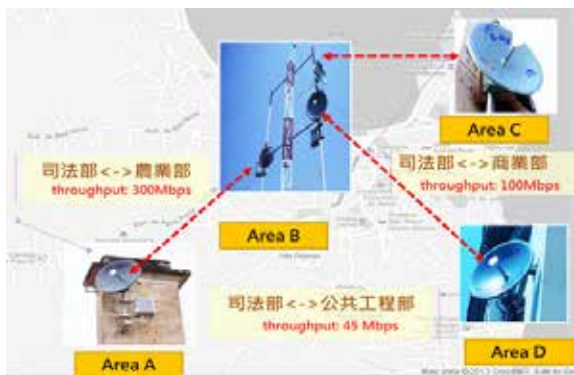 Area C
司法部<->農業部
throughput: 300Mbps
司法部<->商業部
throughput: 100Mbps
Area B
司法部<->公共工程部
throughput: 45 Mbps
Area A
Area D